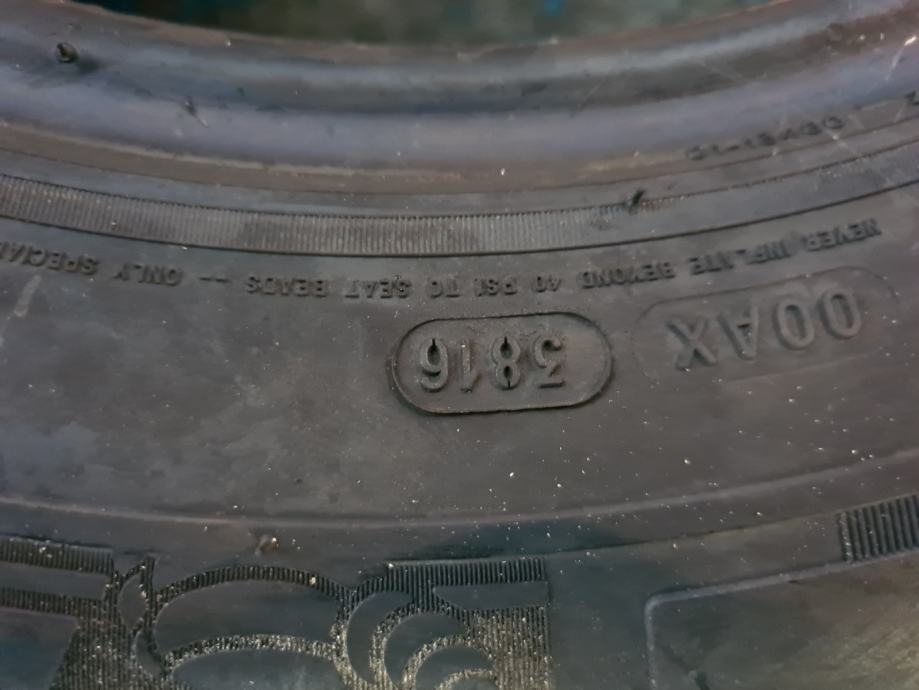 NEVER INFLATE BEYOND 40 PSI TO SEAT BEADS -- ONLY SPECIAL
00AX 3816